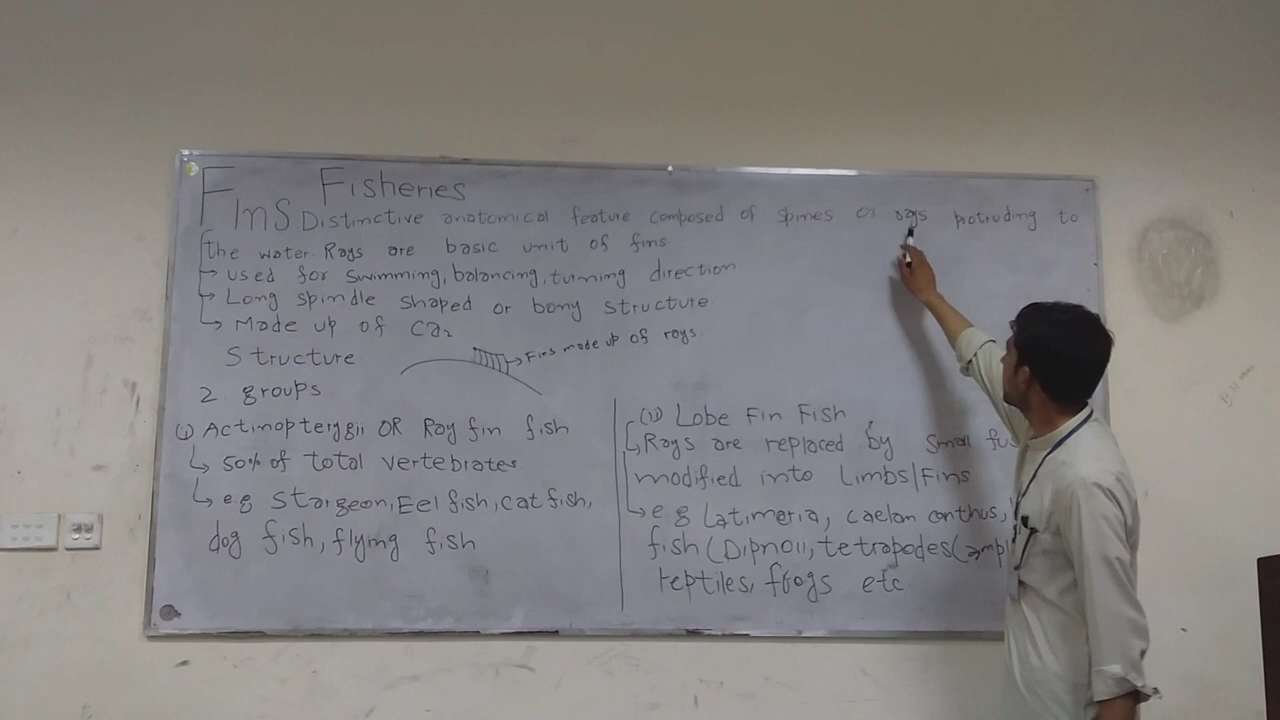 Fisheries
Fins Distinctive anatomical feature composed of spines or rays protruding to
the water. Rays are basic unit of fins
→ used for swimming, balancing, turning direction
→ Long spindle shaped or bony structure
→ Made up of Ca2
Structure
→ Fins made up of rays.
2. groups
(i) Actinopterygii OR Ray fin fish
↳ 50% of total vertebrates
↳ e.g Stargeon, Eel fish, cat fish,
dog fish, flying fish
(ii) Lobe Fin Fish
↳ Rays are replaced by small
modified into Limbs/Fins
↳ e.g Latimeria, caelan canthus,
fish (Dipnoii, tetrapodes (
reptiles, frogs etc